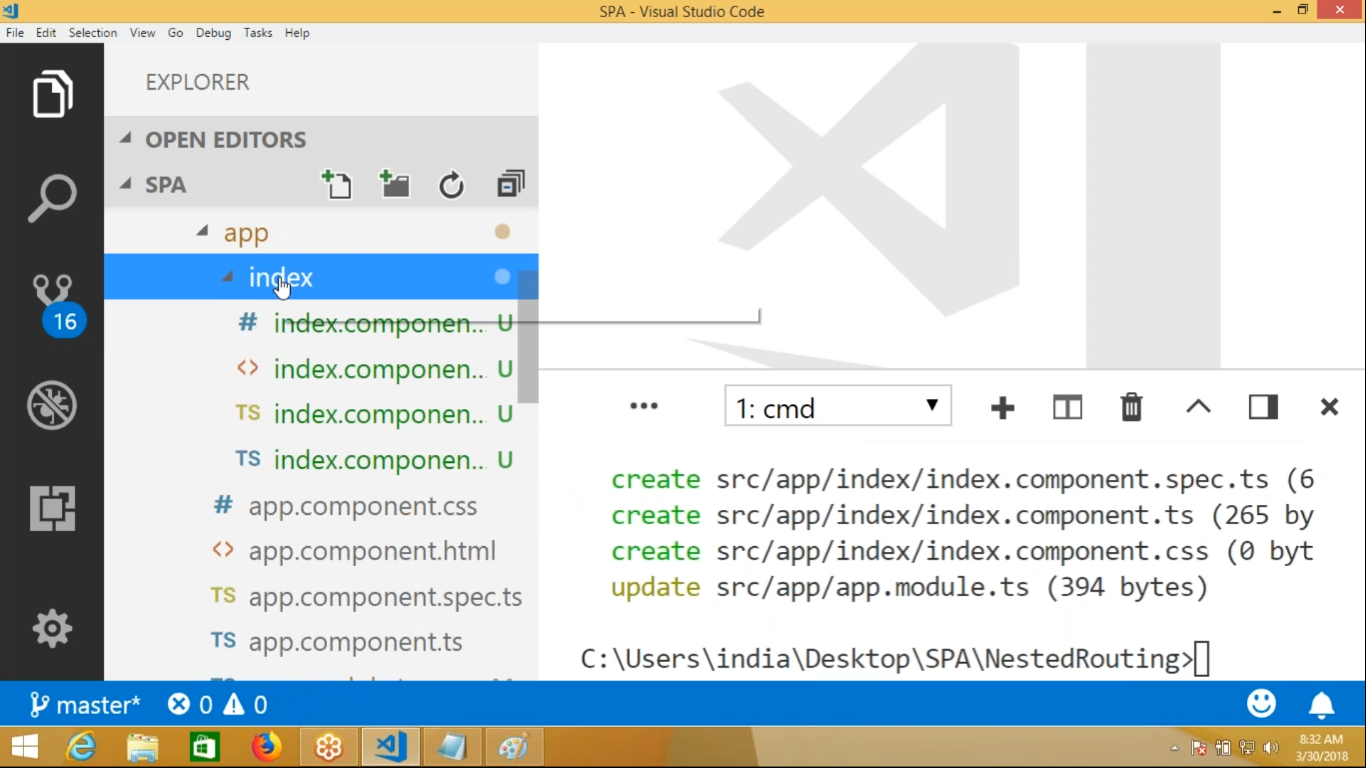 SPA - Visual Studio Code
File Edit Selection View Go Debug Tasks Help
EXPLORER
OPEN EDITORS
SPA
app
index
# index.componen... U
<> index.componen... U
TS index.componen... U
TS index.componen... U
# app.component.css
<> app.component.html
TS app.component.spec.ts
TS app.component.ts
16
1: cmd
create src/app/index/index.component.spec.ts (6
create src/app/index/index.component.ts (265 by
create src/app/index/index.component.css (0 byt
update src/app/app.module.ts (394 bytes)
C:\Users\india\Desktop\SPA\NestedRouting>
master* 0 0
8:32 AM
3/30/2018